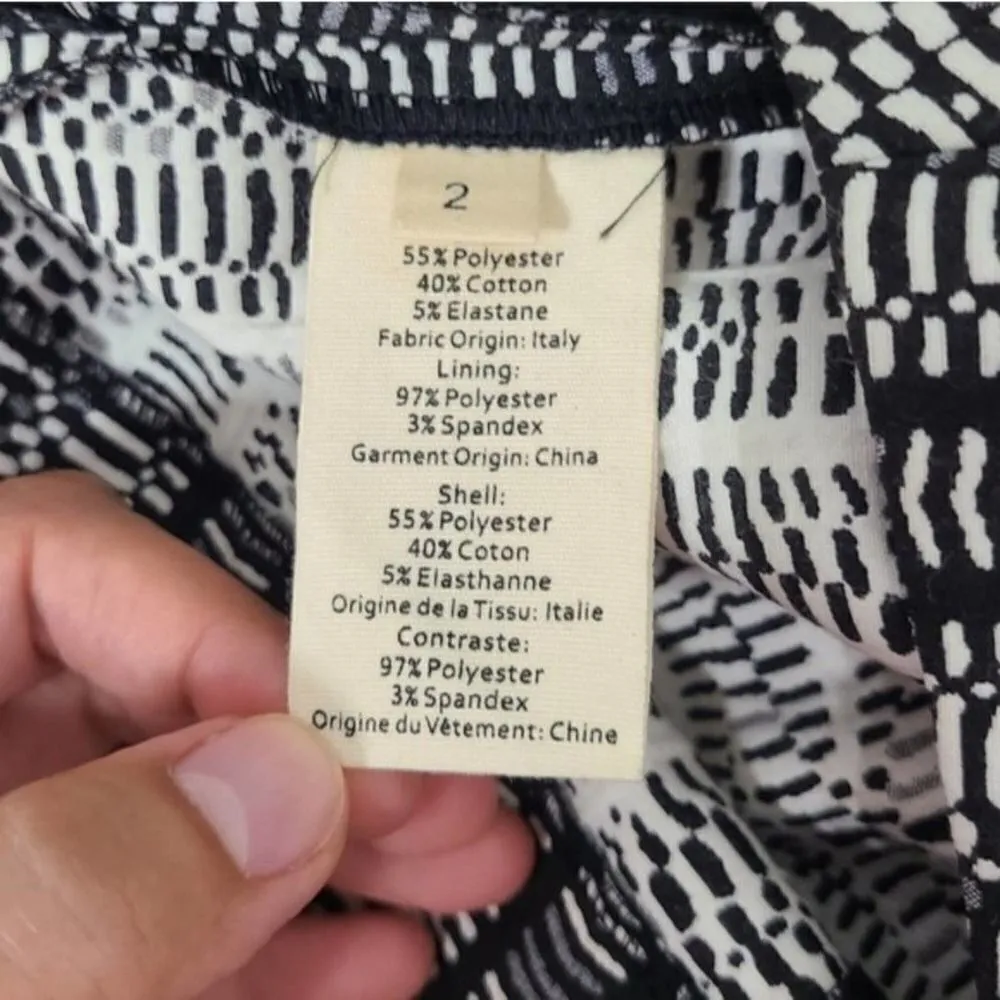 2
55% Polyester
40% Cotton
5% Elastane
Fabric Origin: Italy
Lining:
97% Polyester
3% Spandex
Garment Origin: China
Shell:
55% Polyester
40% Coton
5% Elasthanne
Origine de la Tissu: Italie
Contraste:
97% Polyester
3% Spandex
Origine du Vêtement: Chine